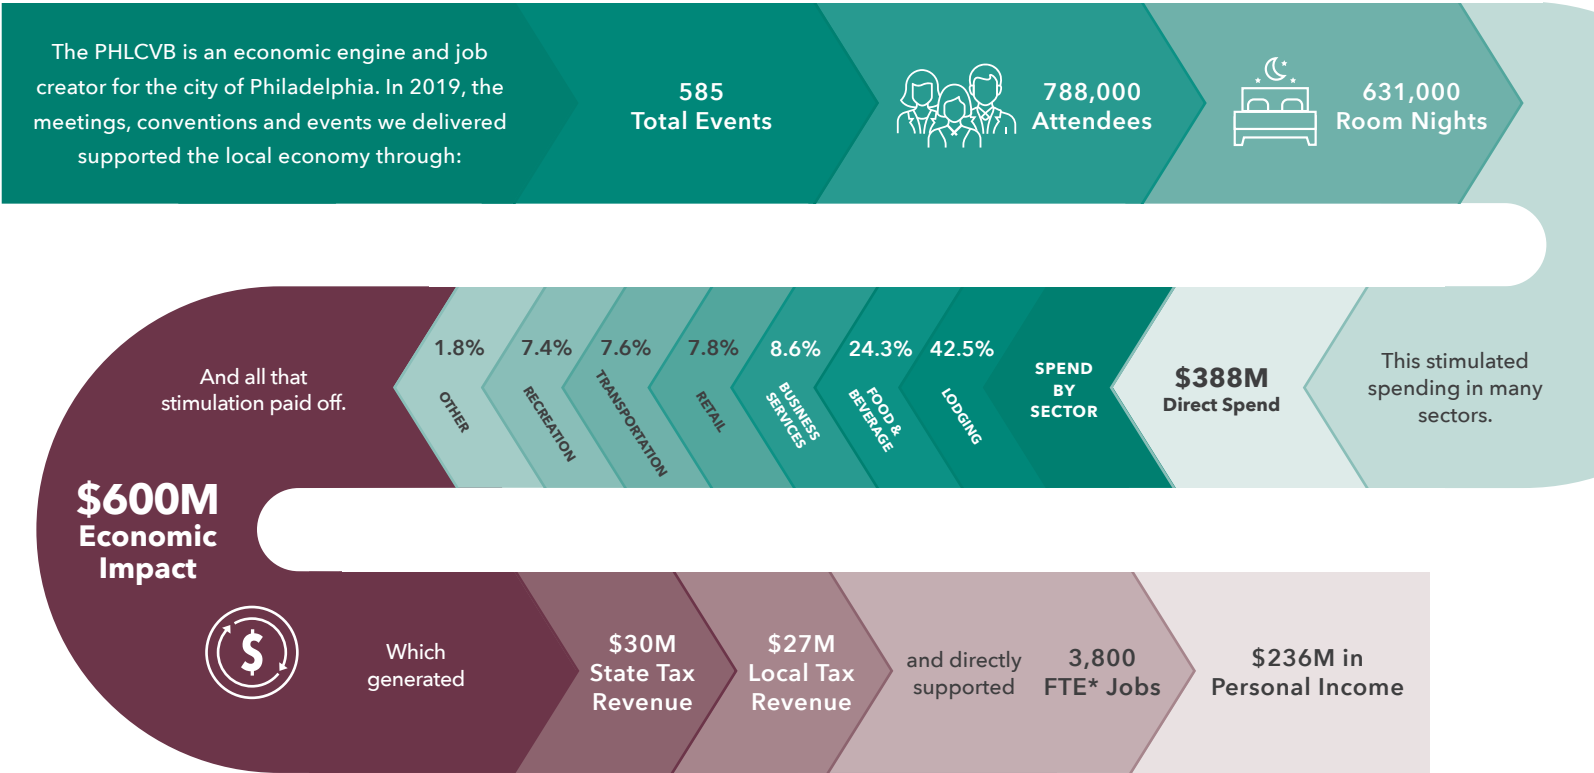 The PHLCVB is an economic engine and job
creator for the city of Philadelphia. In 2019, the
meetings, conventions and events we delivered
supported the local economy through:
585
Total Events
788,000
Attendees
631,000
Room Nights
This stimulated
spending in many
sectors.
$388M
Direct Spend
SPEND
BY
SECTOR
42.5%
LODGING
24.3%
FOOD &
BEVERAGE
8.6%
BUSINESS
SERVICES
7.8%
RETAIL
7.6%
TRANSPORTATION
7.4%
RECREATION
1.8%
OTHER
And all that
stimulation paid off.
$600M
Economic
Impact
$
Which
generated
$30M
State Tax
Revenue
$27M
Local Tax
Revenue
and directly
supported
3,800
FTE* Jobs
$236M in
Personal Income